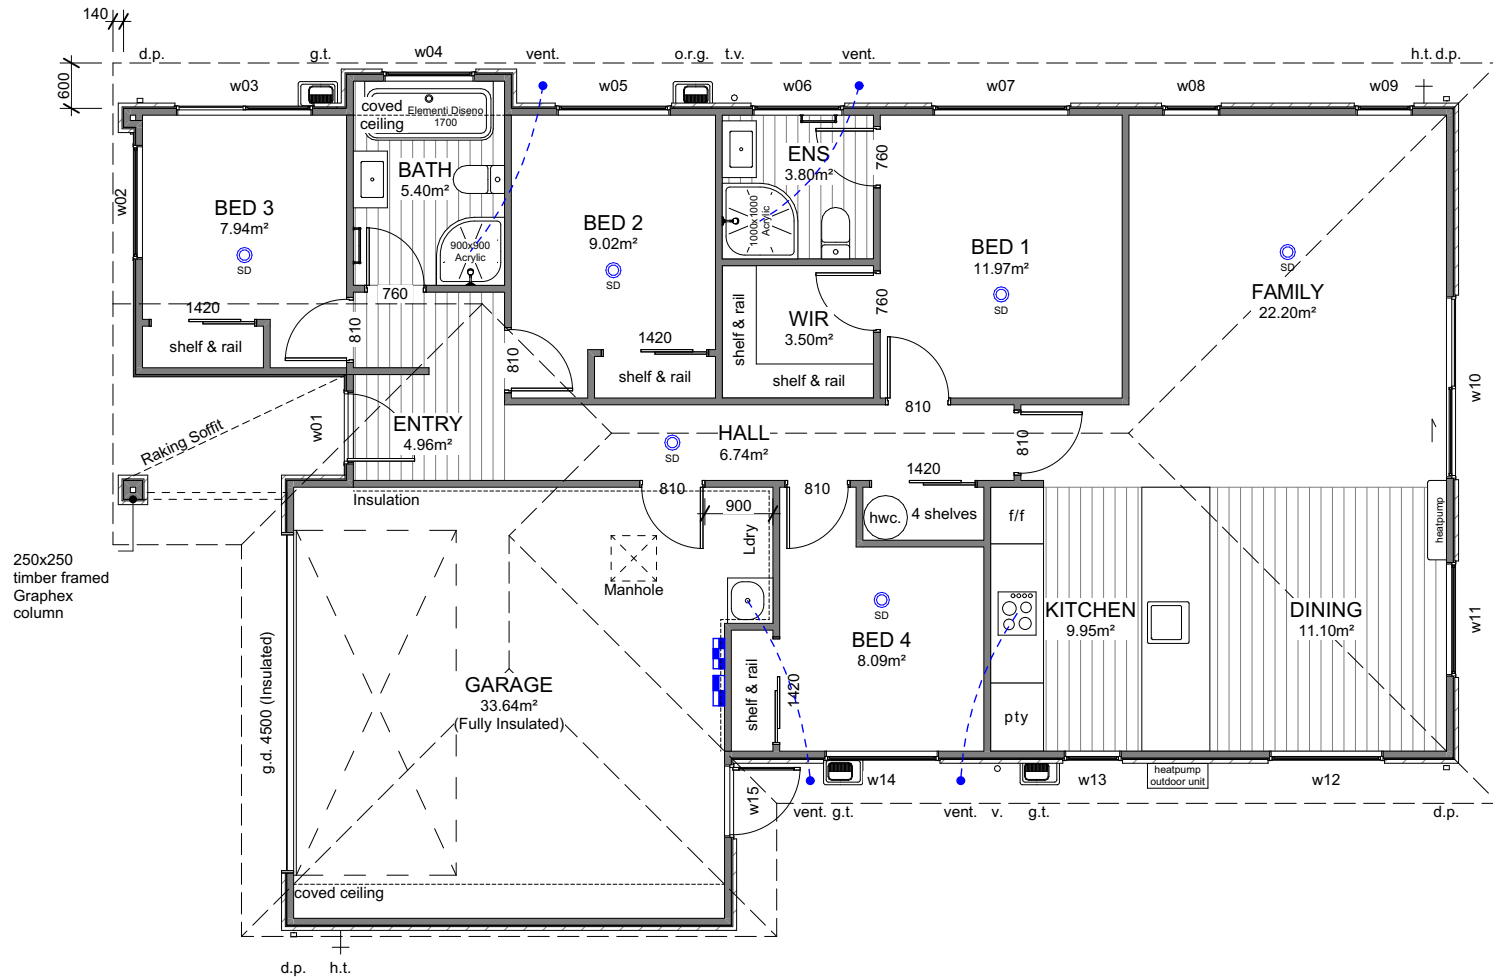 140
d.p.
g.t.
w04
vent.
o.r.g.
t.v.
vent.
h.t. d.p.
600
w03
w05
w06
w07
w08
w09
coved
ceiling
Elementi Diseno
1700
BATH
5.40m²
ENS
3.80m²
760
w02
BED 3
7.94m²
SD
BED 2
9.02m²
SD
900x900
Acrylic
1000x1000
Acrylic
BED 1
11.97m²
SD
SD
FAMILY
22.20m²
1420
760
810
shelf & rail
810
1420
shelf & rail
shelf & rail
WIR
3.50m²
760
shelf & rail
810
w10
Raking Soffit
w01
ENTRY
4.96m²
SD
HALL
6.74m²
810
1420
Insulation
810
900
810
hwc.
4 shelves
f/f
heatpump
Ldry
Manhole
250x250
timber framed
Graphex
column
SD
BED 4
8.09m²
KITCHEN
9.95m²
DINING
11.10m²
w11
g.d. 4500 (Insulated)
GARAGE
33.64m²
(Fully Insulated)
shelf & rail
1420
pty
w15
w14
w13
heatpump
outdoor unit
w12
vent.
g.t.
vent.
v.
g.t.
d.p.
coved ceiling
d.p.
h.t.